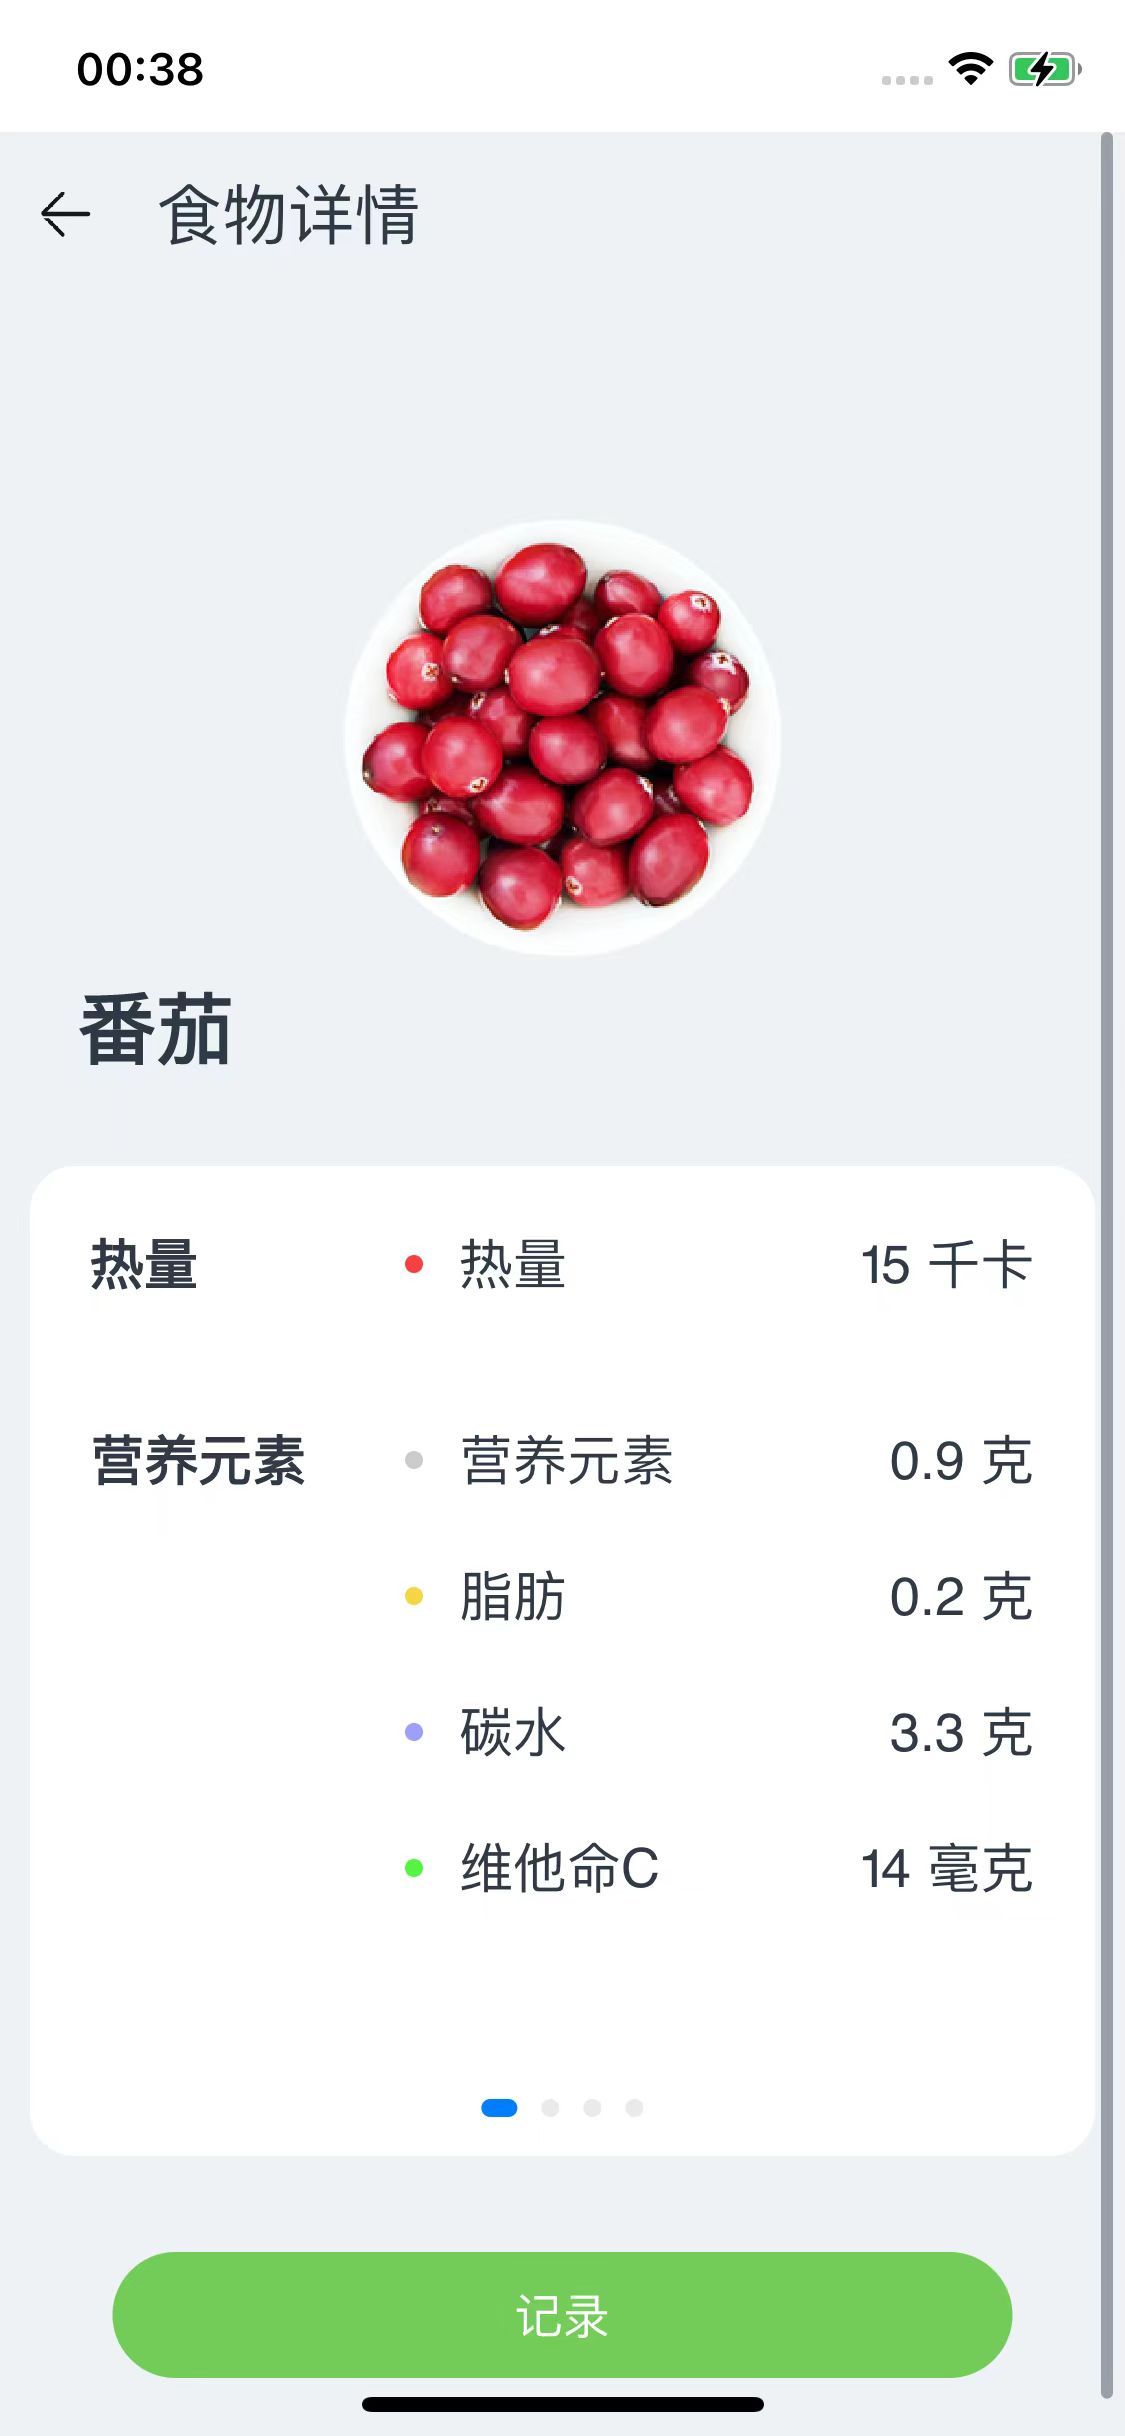 00:38
食物详情
番茄
热量 热量 15 千卡
营养元素 营养元素 0.9 克
脂肪 0.2 克
碳水 3.3 克
维他命C 14 毫克
记录